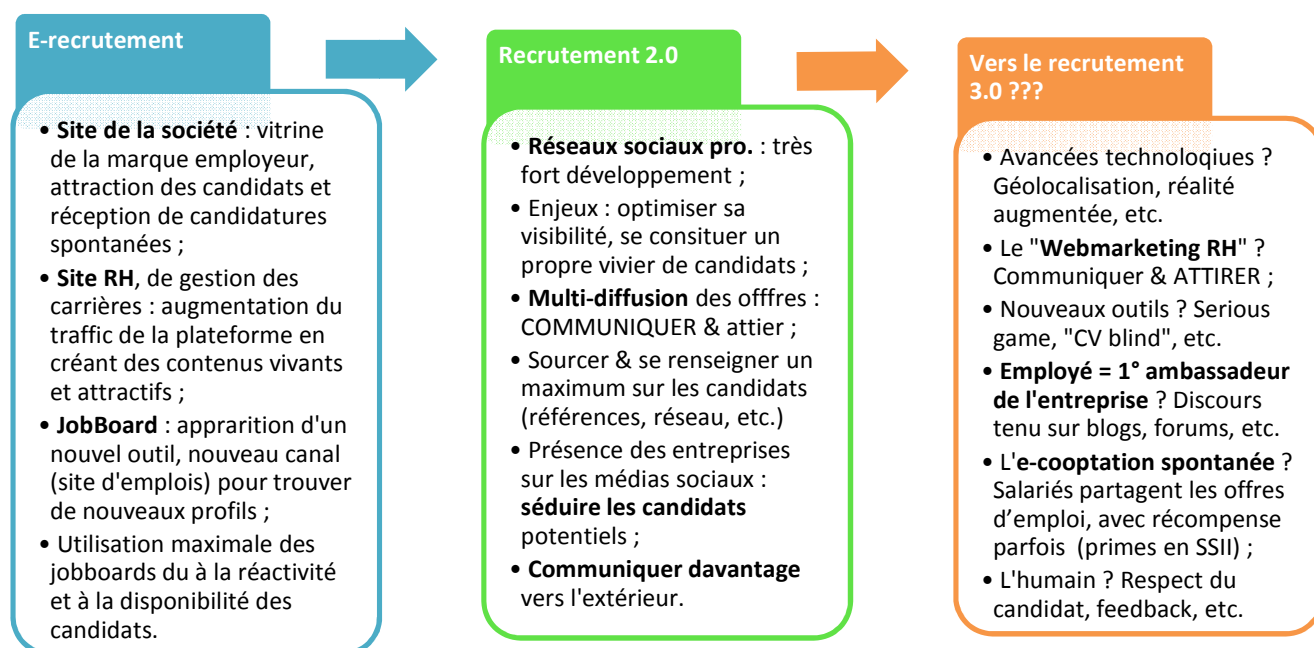 E-recrutement
• Site de la société : vitrine
de la marque employeur,
attraction des candidats et
réception de candidatures
spontanées ;
• Site RH, de gestion des
carrières : augmentation du
traffic de la plateforme en
créant des contenus vivants
et attractifs ;
• JobBoard : apprarition d'un
nouvel outil, nouveau canal
(site d'emplois) pour trouver
de nouveaux profils ;
• Utilisation maximale des
jobboards du à la réactivité
et à la disponibilité des
candidats.
Recrutement 2.0
• Réseaux sociaux pro. : très
fort développement ;
• Enjeux : optimiser sa
visibilité, se consituer un
propre vivier de candidats ;
• Multi-diffusion des offfres :
COMMUNIQUER & attier ;
• Sourcer & se renseigner un
maximum sur les candidats
(références, réseau, etc.)
• Présence des entreprises
sur les médias sociaux :
séduire les candidats
potentiels ;
• Communiquer davantage
vers l'extérieur.
Vers le recrutement
3.0 ???
• Avancées technoloqiues ?
Géolocalisation, réalité
augmentée, etc.
• Le "Webmarketing RH" ?
Communiquer & ATTIRER ;
• Nouveaux outils ? Serious
game, "CV blind", etc.
• Employé = 1° ambassadeur
de l'entreprise ? Discours
tenu sur blogs, forums, etc.
• L'e-cooptation spontanée ?
Salariés partagent les offres
d’emploi, avec récompense
parfois (primes en SSII) ;
• L'humain ? Respect du
candidat, feedback, etc.